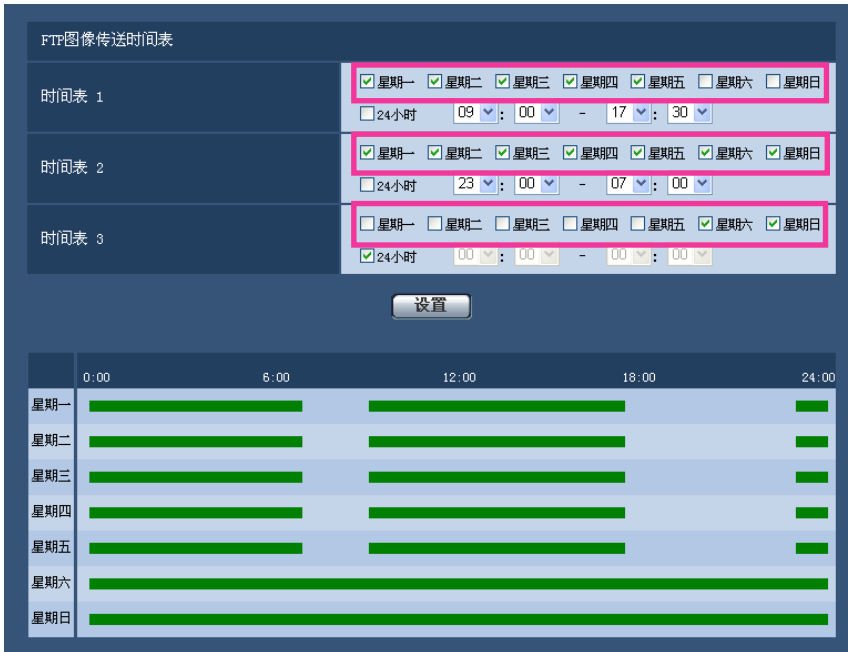 FTP图像传送时间表
时间表 1
星期一 星期二 星期三 星期四 星期五 星期六 星期日
24小时 09 : 00 - 17 : 30
时间表 2
星期一 星期二 星期三 星期四 星期五 星期六 星期日
24小时 23 : 00 - 07 : 00
时间表 3
星期一 星期二 星期三 星期四 星期五 星期六 星期日
24小时 00 : 00 - 00 : 00
设置
0:00 6:00 12:00 18:00 24:00
星期一
星期二
星期三
星期四
星期五
星期六
星期日